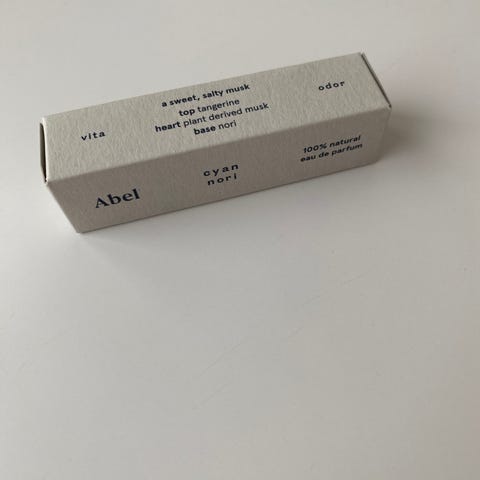 vita
a sweet, salty musk
top tangerine
heart plant derived musk
base nori
odor
Abel
cyan
nori
100% natural
eau de parfum